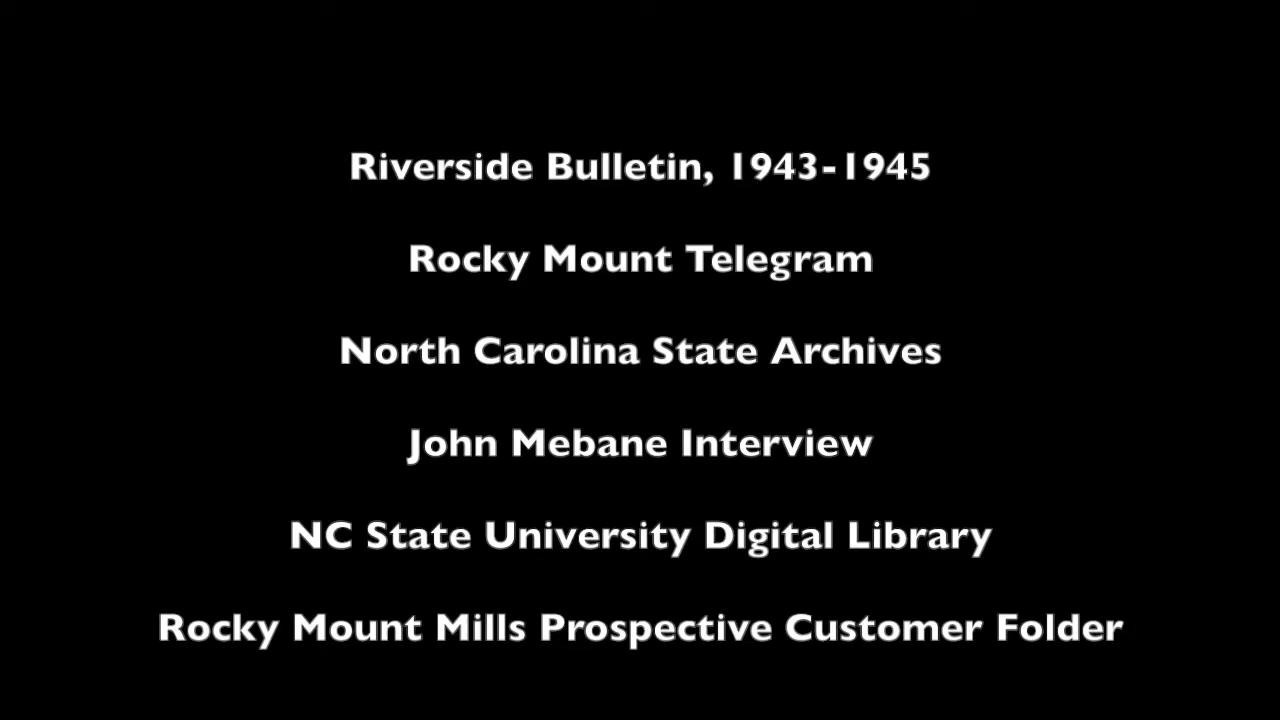 Riverside Bulletin, 1943-1945
Rocky Mount Telegram
North Carolina State Archives
John Mebane Interview
NC State University Digital Library
Rocky Mount Mills Prospective Customer Folder